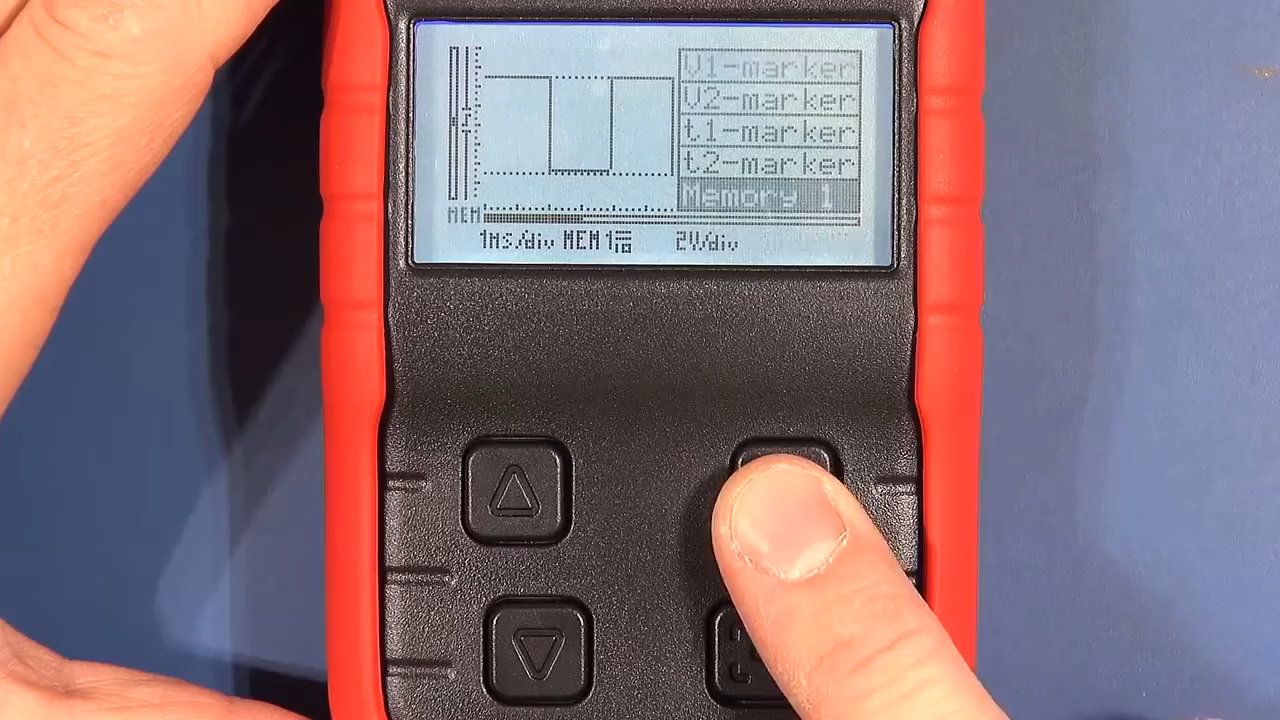 V1-marker
V2-marker
t1-marker
t2-marker
Memory 1
MEM
1ms/div MEM 1 2V/div